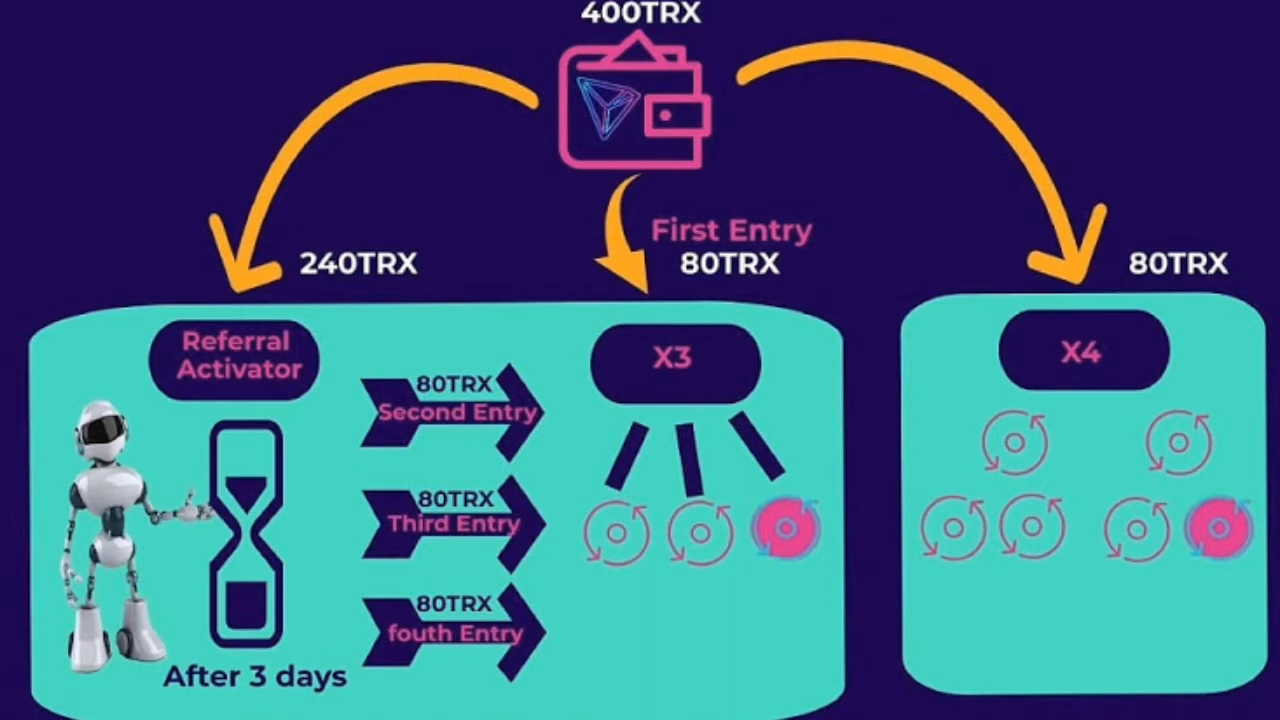 400TRX
First Entry
240TRX
80TRX
80TRX
Referral
Activator
X3
X4
80TRX
Second Entry
80TRX
Third Entry
80TRX
fouth Entry
After 3 days